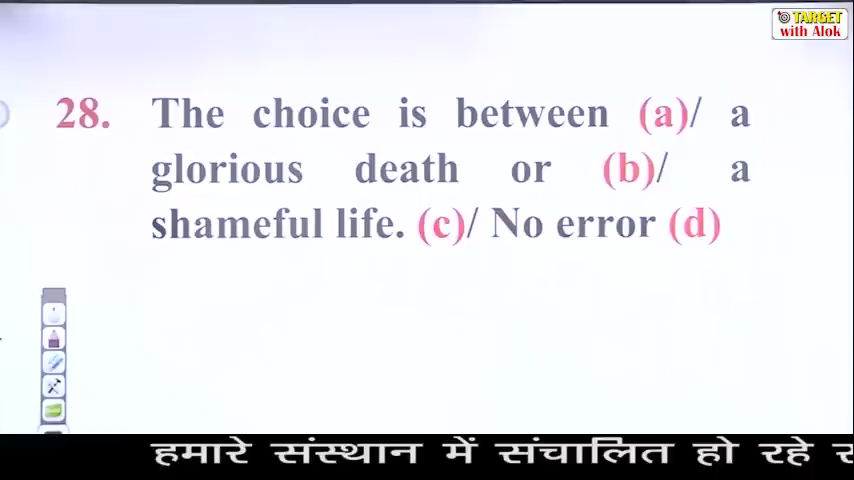 TARGET
with Alok
28. The choice is between (a)/ a
glorious death or (b)/ a
shameful life. (c)/ No error (d)
हमारे संस्थान में संचालित हो रहे